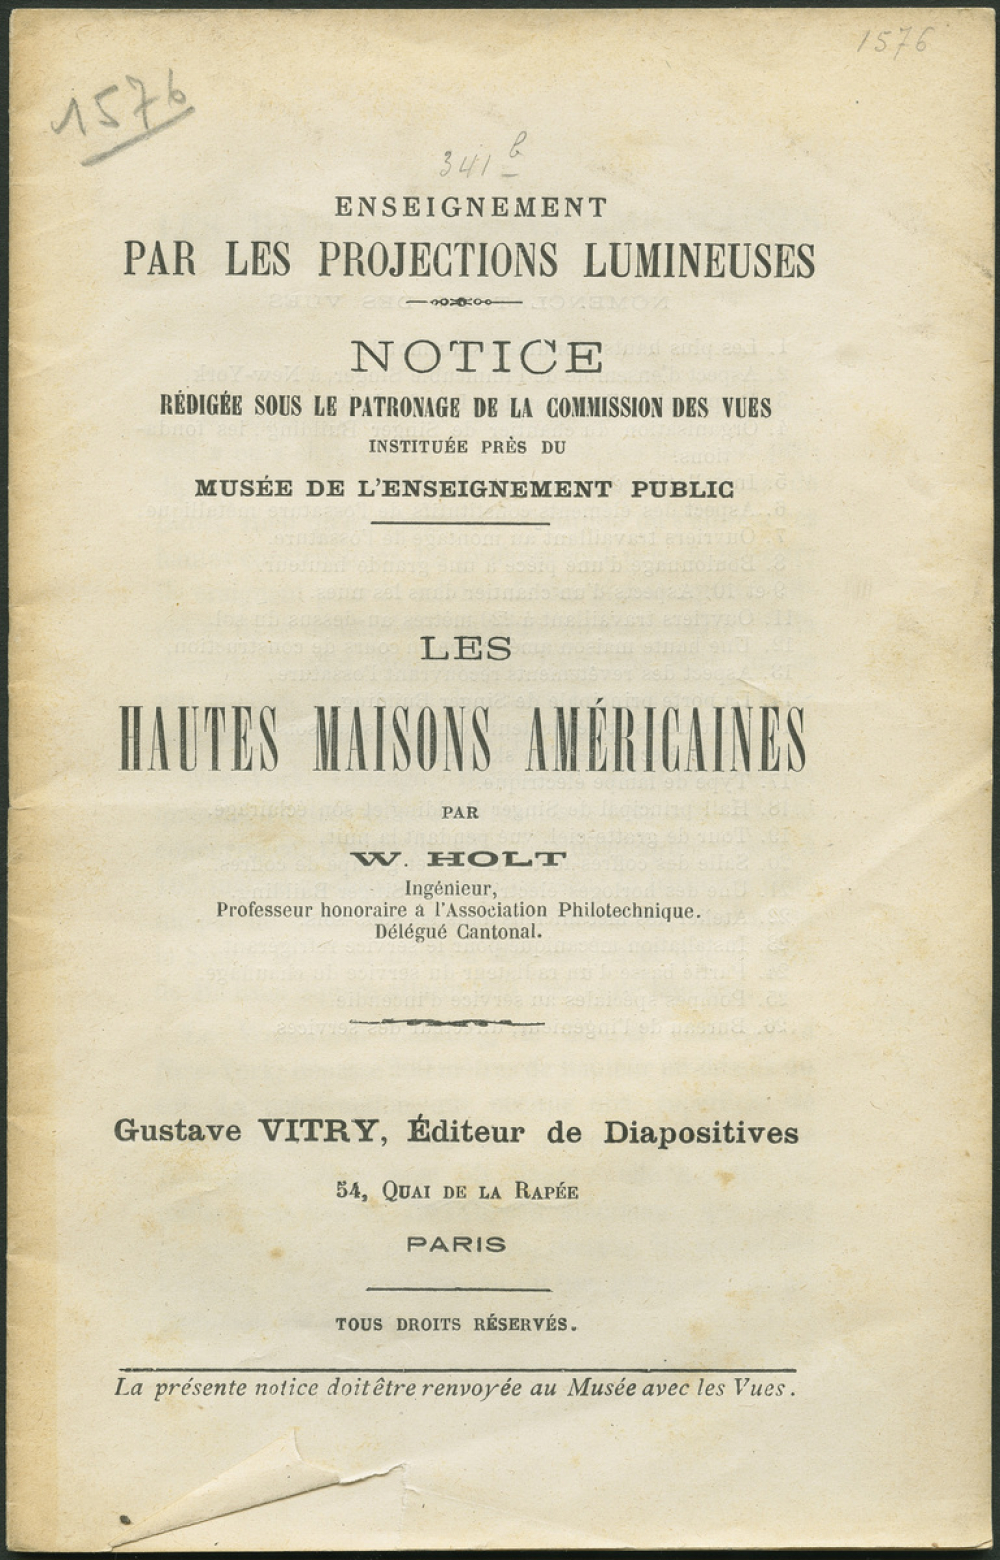 1576
1576
341 b
ENSEIGNEMENT
PAR LES PROJECTIONS LUMINEUSES
NOTICE
RÉDIGÉE SOUS LE PATRONAGE DE LA COMMISSION DES VUES
INSTITUÉE PRÈS DU
MUSÉE DE L'ENSEIGNEMENT PUBLIC
LES
HAUTES MAISONS AMÉRICAINES
PAR
W. HOLT
Ingénieur,
Professeur honoraire à l'Association Philotechnique.
Délégué Cantonal.
Gustave VITRY, Éditeur de Diapositives
54, QUAI DE LA RAPÉE
PARIS
TOUS DROITS RÉSERVÉS.
La présente notice doit être renvoyée au Musée avec les Vues.